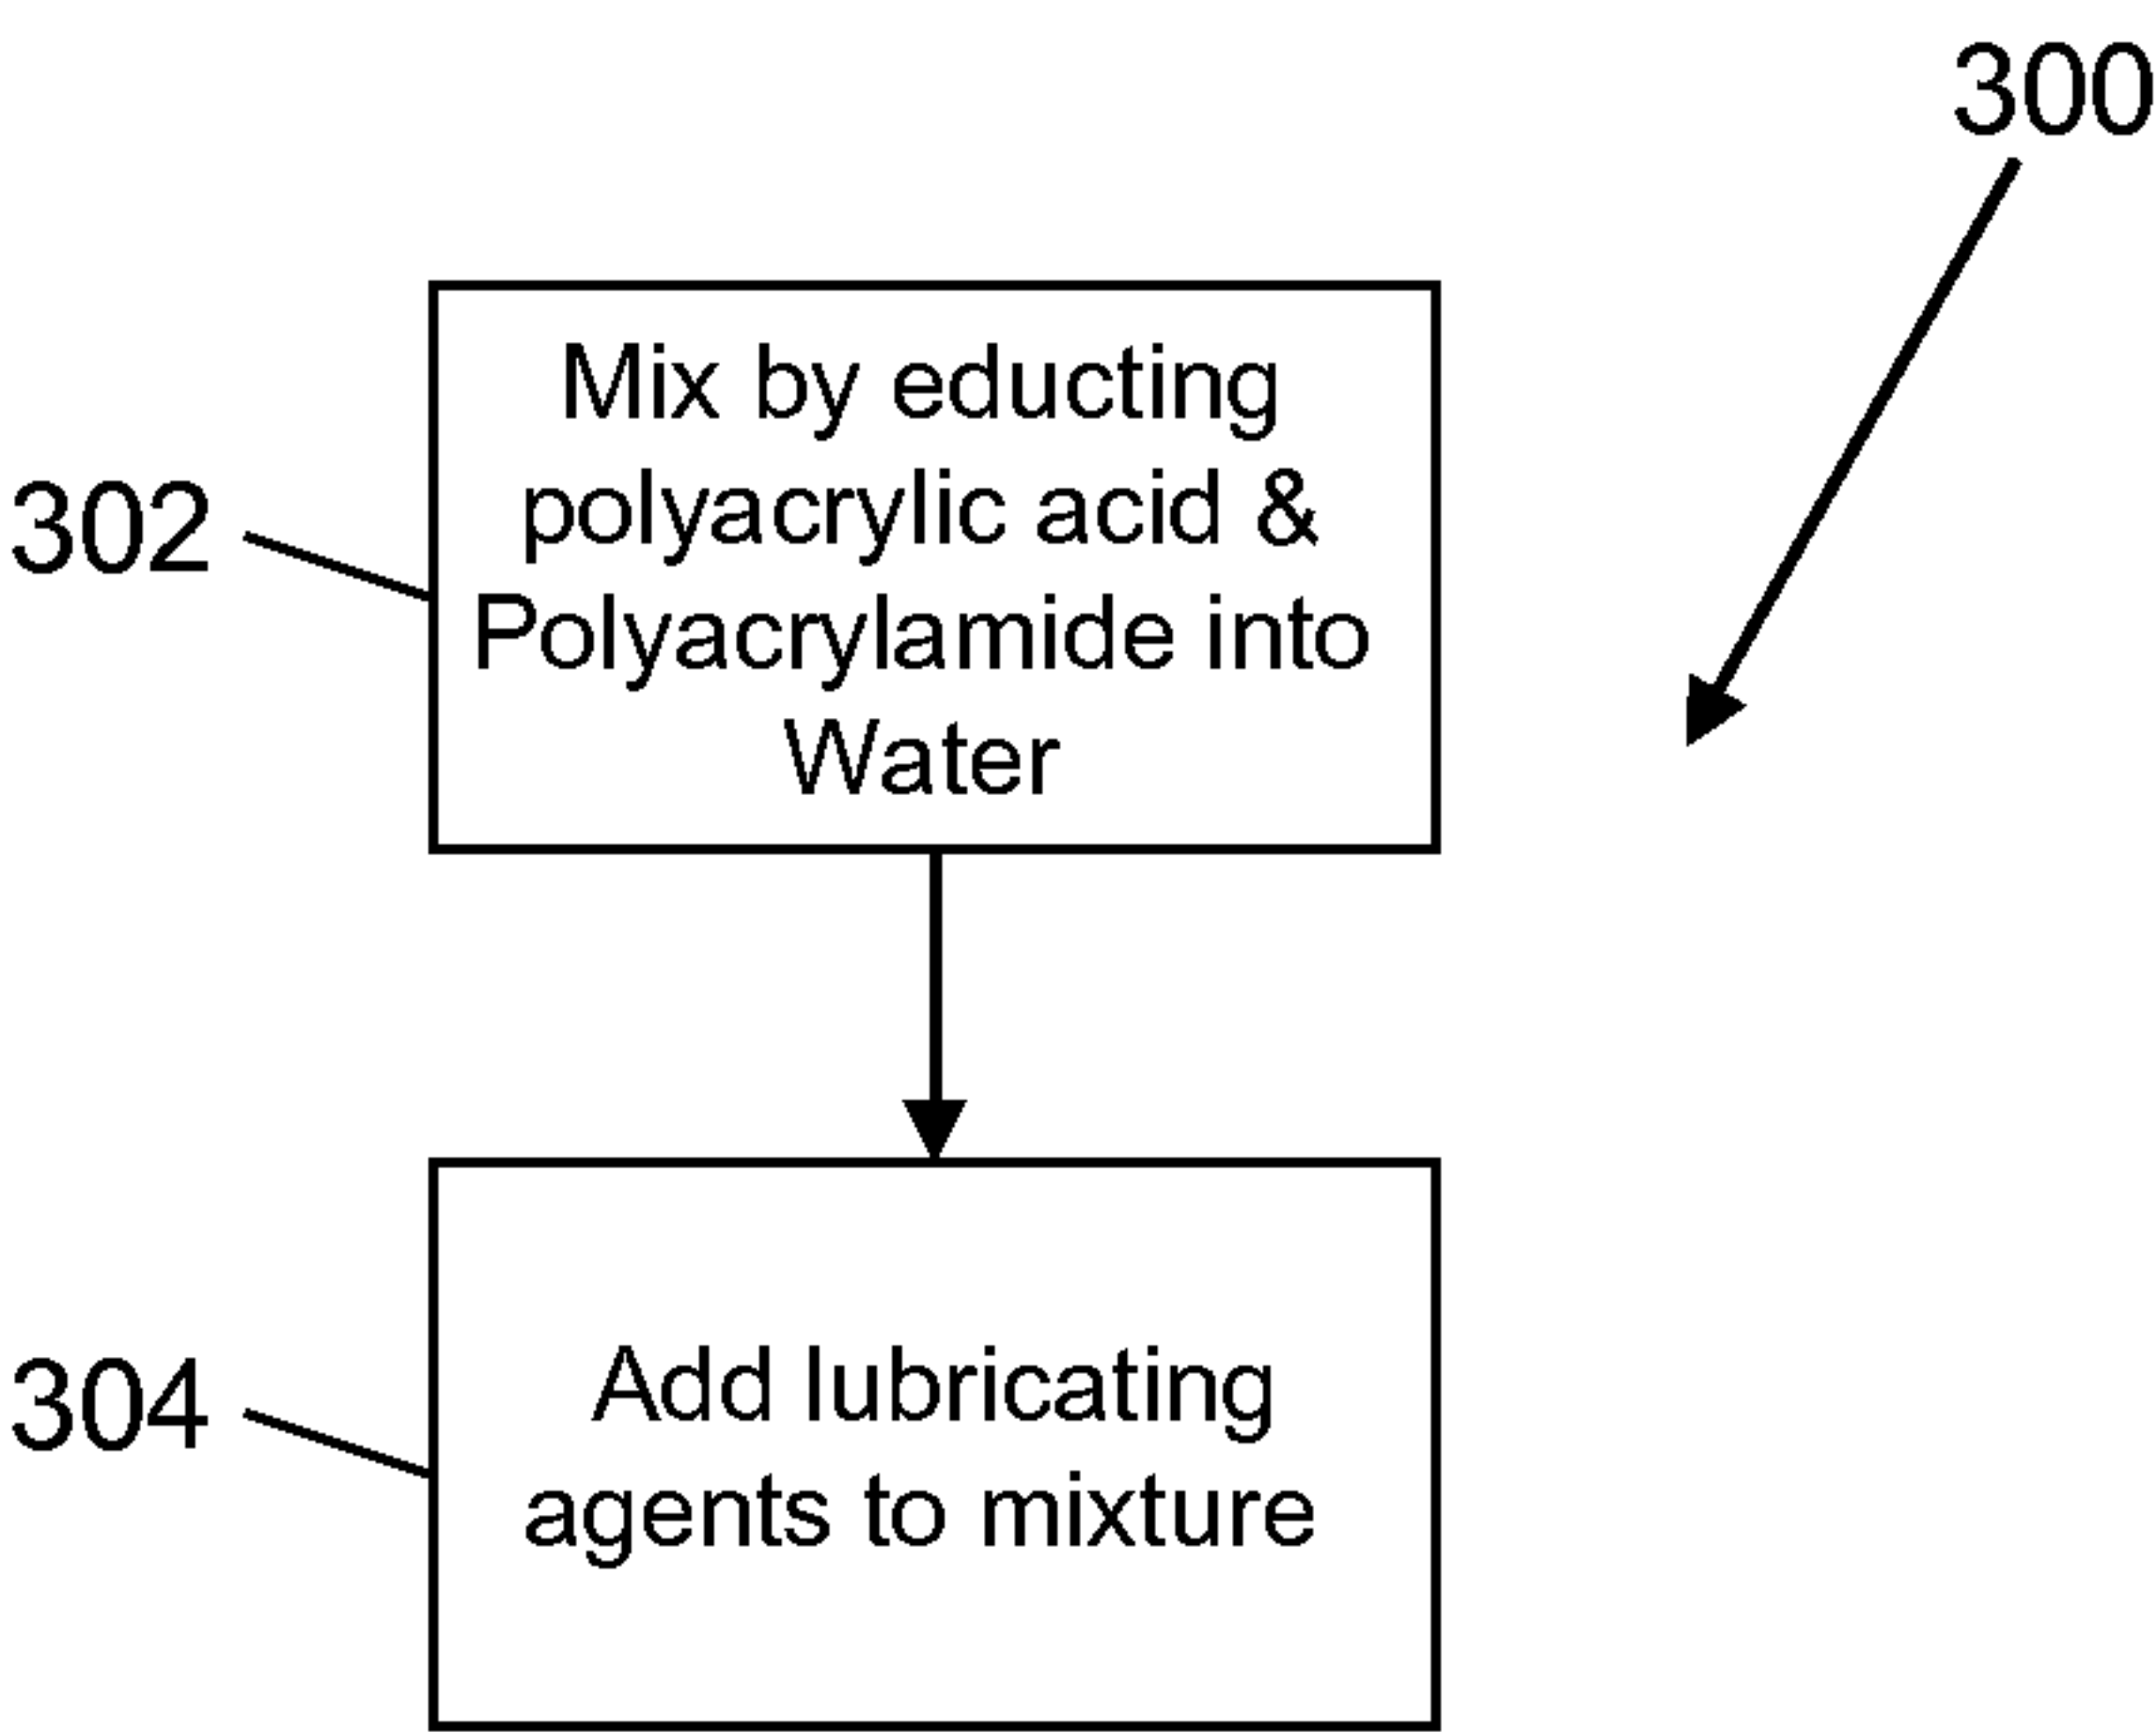 300
Mix by educting
polyacrylic acid &
Polyacrylamide into
Water
302
Add lubricating
agents to mixture
304